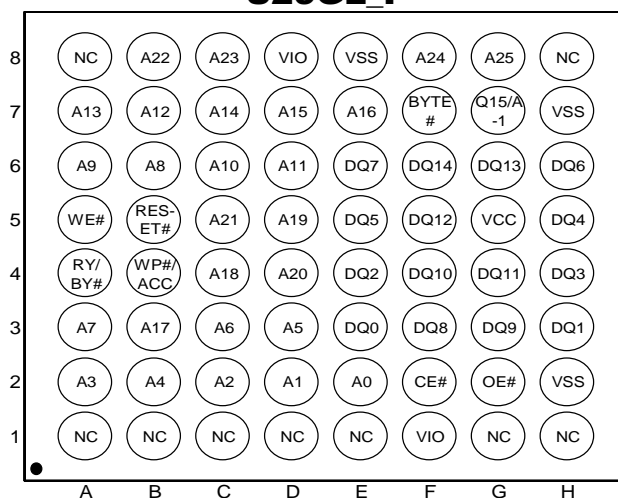 8 NC A22 A23 VIO VSS A24 A25 NC
7 A13 A12 A14 A15 A16 BYTE# Q15/A-1 VSS
6 A9 A8 A10 A11 DQ7 DQ14 DQ13 DQ6
5 WE# RES-ET# A21 A19 DQ5 DQ12 VCC DQ4
4 RY/BY# WP#/ACC A18 A20 DQ2 DQ10 DQ11 DQ3
3 A7 A17 A6 A5 DQ0 DQ8 DQ9 DQ1
2 A3 A4 A2 A1 A0 CE# OE# VSS
1 NC NC NC NC NC VIO NC NC
A B C D E F G H